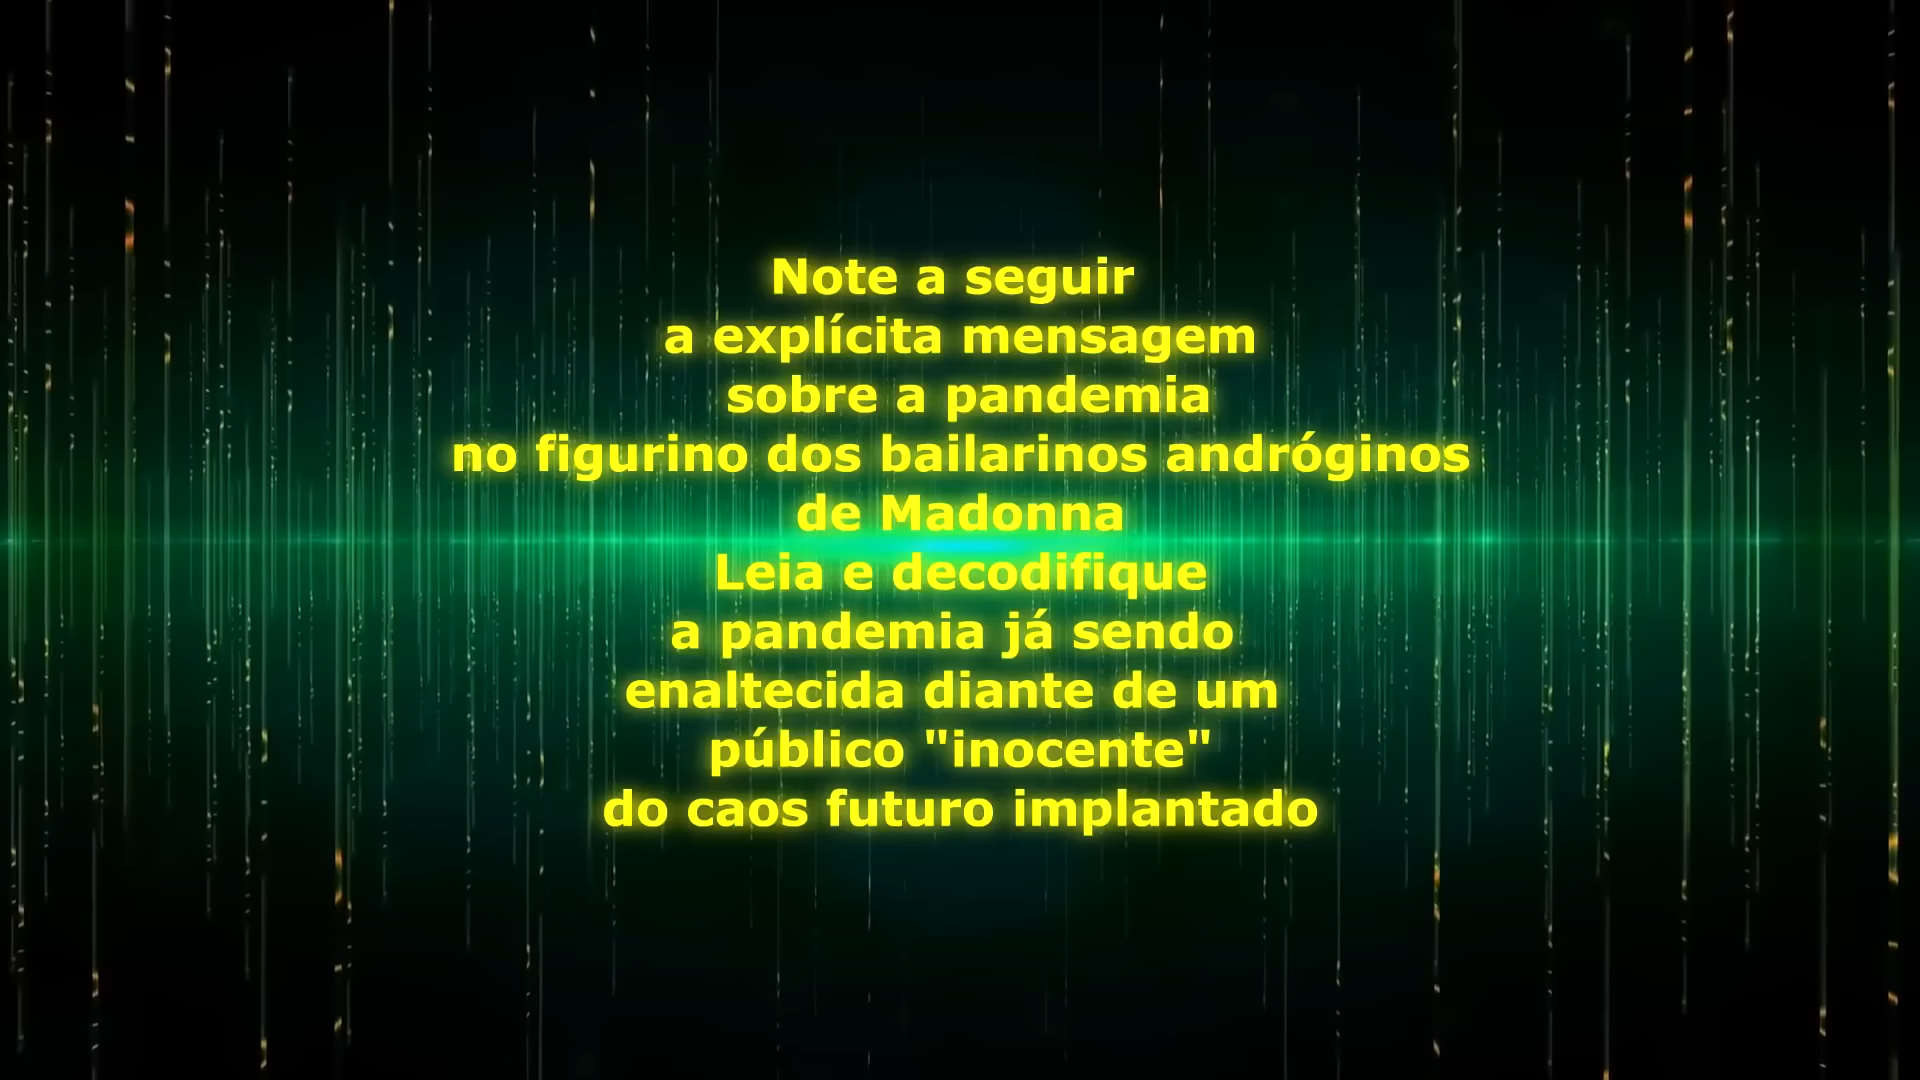 Note a seguir
a explícita mensagem
sobre a pandemia
no figurino dos bailarinos andróginos
de Madonna
Leia e decodifique
a pandemia já sendo
enaltecida diante de um
público "inocente"
do caos futuro implantado